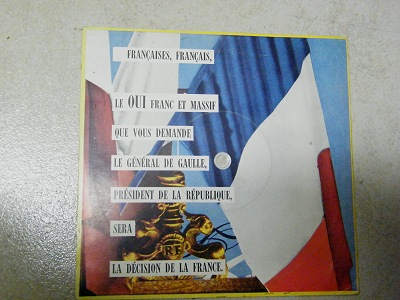 FRANÇAISES, FRANÇAIS,
LE OUI FRANC ET MASSIF
QUE VOUS DEMANDE
LE GÉNÉRAL DE GAULLE,
PRÉSIDENT DE LA RÉPUBLIQUE,
SERA
RF
LA DÉCISION DE LA FRANCE.